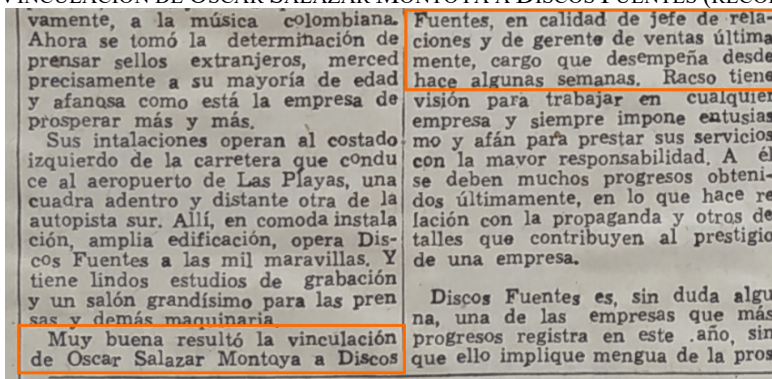 VINCULACIÓN DE OSCAR SALAZAR MONTOYA A DISCOS FUENTES (RECO
vamente, a la música colombiana.
Ahora se tomó la determinación de
prensar sellos extranjeros, merced
precisamente a su mayoría de edad
y afanosa como está la empresa de
prosperar más y más.
Sus intalaciones operan al costado
izquierdo de la carretera que condu
ce al aeropuerto de Las Playas, una
cuadra adentro y distante otra de la
autopista sur. Allí, en comoda instala
ción, amplia edificación, opera Dis-
cos Fuentes a las mil maravillas. Y
tiene lindos estudios de grabación
y un salón grandísimo para las pren
sas y demás maquinaria
Muy buena resultó la vinculación
de Oscar Salazar Montoya a Discos
Fuentes, en calidad de jefe de rela-
ciones y de gerente de ventas última
mente, cargo que desempeña desde
hace algunas semanas. Racso tiene
visión para trabajar en cualquier
empresa y siempre impone entusias
mo y afán para prestar sus servicios
con la mayor responsabilidad. A él
se deben muchos progresos obteni-
dos últimamente, en lo que hace re
lación con la propaganda y otros de
talles que contribuyen al prestigio
de una empresa.
Discos Fuentes es, sin duda algu
na, una de las empresas que más
progresos registra en este .año, sin
que ello implique mengua de la pros